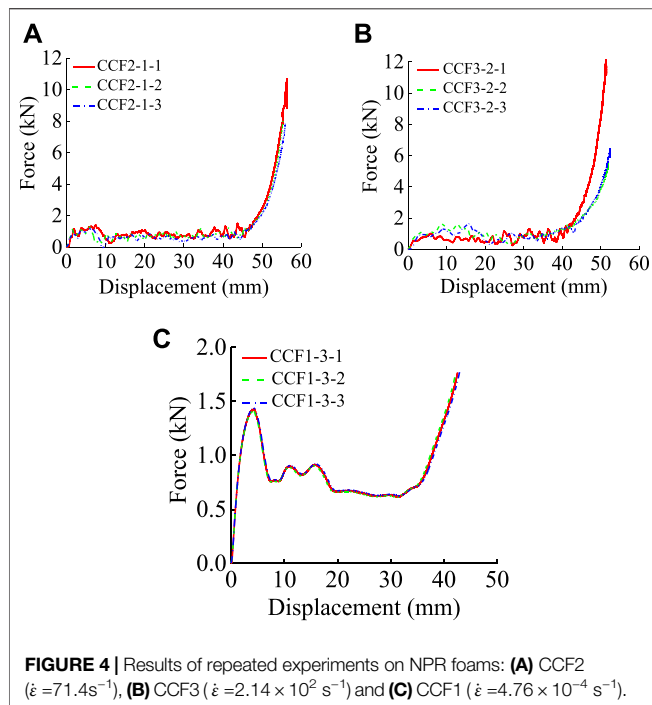 A
12
10
8
6
4
2
0
Force (kN)
CCF2-1-1
CCF2-1-2
CCF2-1-3
0 10 20 30 40 50 60
Displacement (mm)
B
12
10
8
6
4
2
0
Force (kN)
CCF3-2-1
CCF3-2-2
CCF3-2-3
0 10 20 30 40 50 60
Displacement (mm)
C
2.0
1.5
1.0
0.5
0.0
Force (kN)
CCF1-3-1
CCF1-3-2
CCF1-3-3
0 10 20 30 40 50
Displacement (mm)
FIGURE 4 | Results of repeated experiments on NPR foams: (A) CCF2
(ε̇ =71.4s⁻¹), (B) CCF3 ( ε̇ =2.14 × 10² s⁻¹) and (C) CCF1 ( ε̇ =4.76 × 10⁻⁴ s⁻¹).